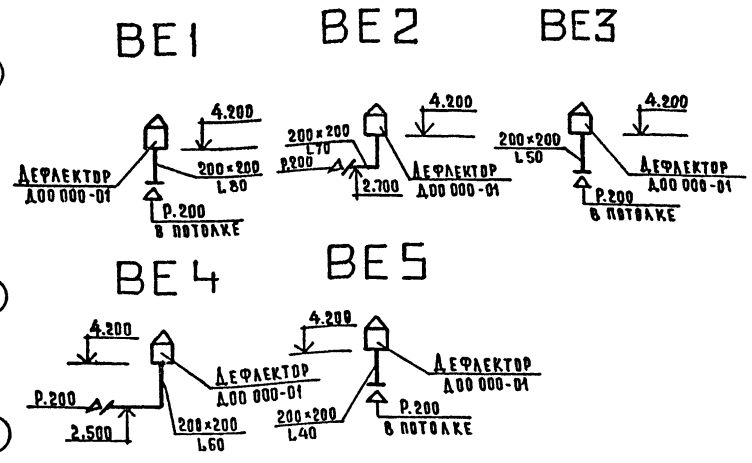 ВЕ1
4.200
ДЕФЛЕКТОР
Д00 000-01
200×200
L80
Р.200
В ПОТОЛКЕ
ВЕ2
4.200
200×200
L70
Р.200
2.700
ДЕФЛЕКТОР
Д00 000-01
ВЕ3
4.200
200×200
L50
ДЕФЛЕКТОР
Д00 000-01
Р.200
В ПОТОЛКЕ
ВЕ4
4.200
ДЕФЛЕКТОР
Д00 000-01
Р.200
2.500
200×200
L60
ВЕ5
4.200
ДЕФЛЕКТОР
Д00 000-01
200×200
L40
Р.200
В ПОТОЛКЕ